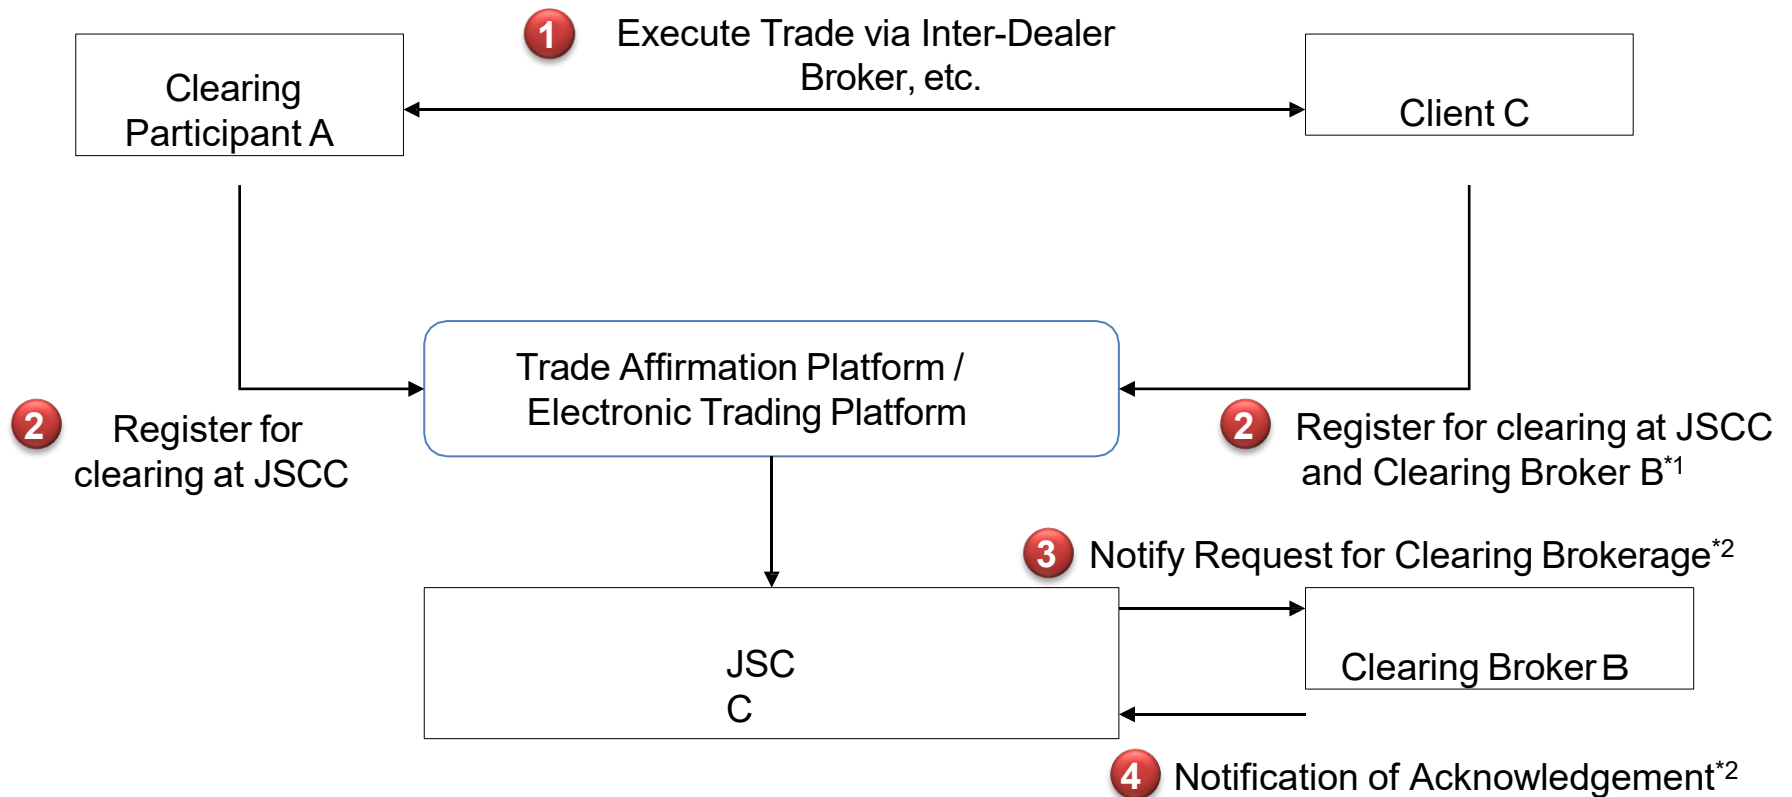 1
Execute Trade via Inter-Dealer
Broker, etc.
Clearing
Participant A
Client C
Trade Affirmation Platform /
Electronic Trading Platform
2
Register for
clearing at JSCC
2
Register for clearing at JSCC
and Clearing Broker B*1
3 Notify Request for Clearing Brokerage*2
JSC
C
Clearing Broker B
4 Notification of Acknowledgement*2